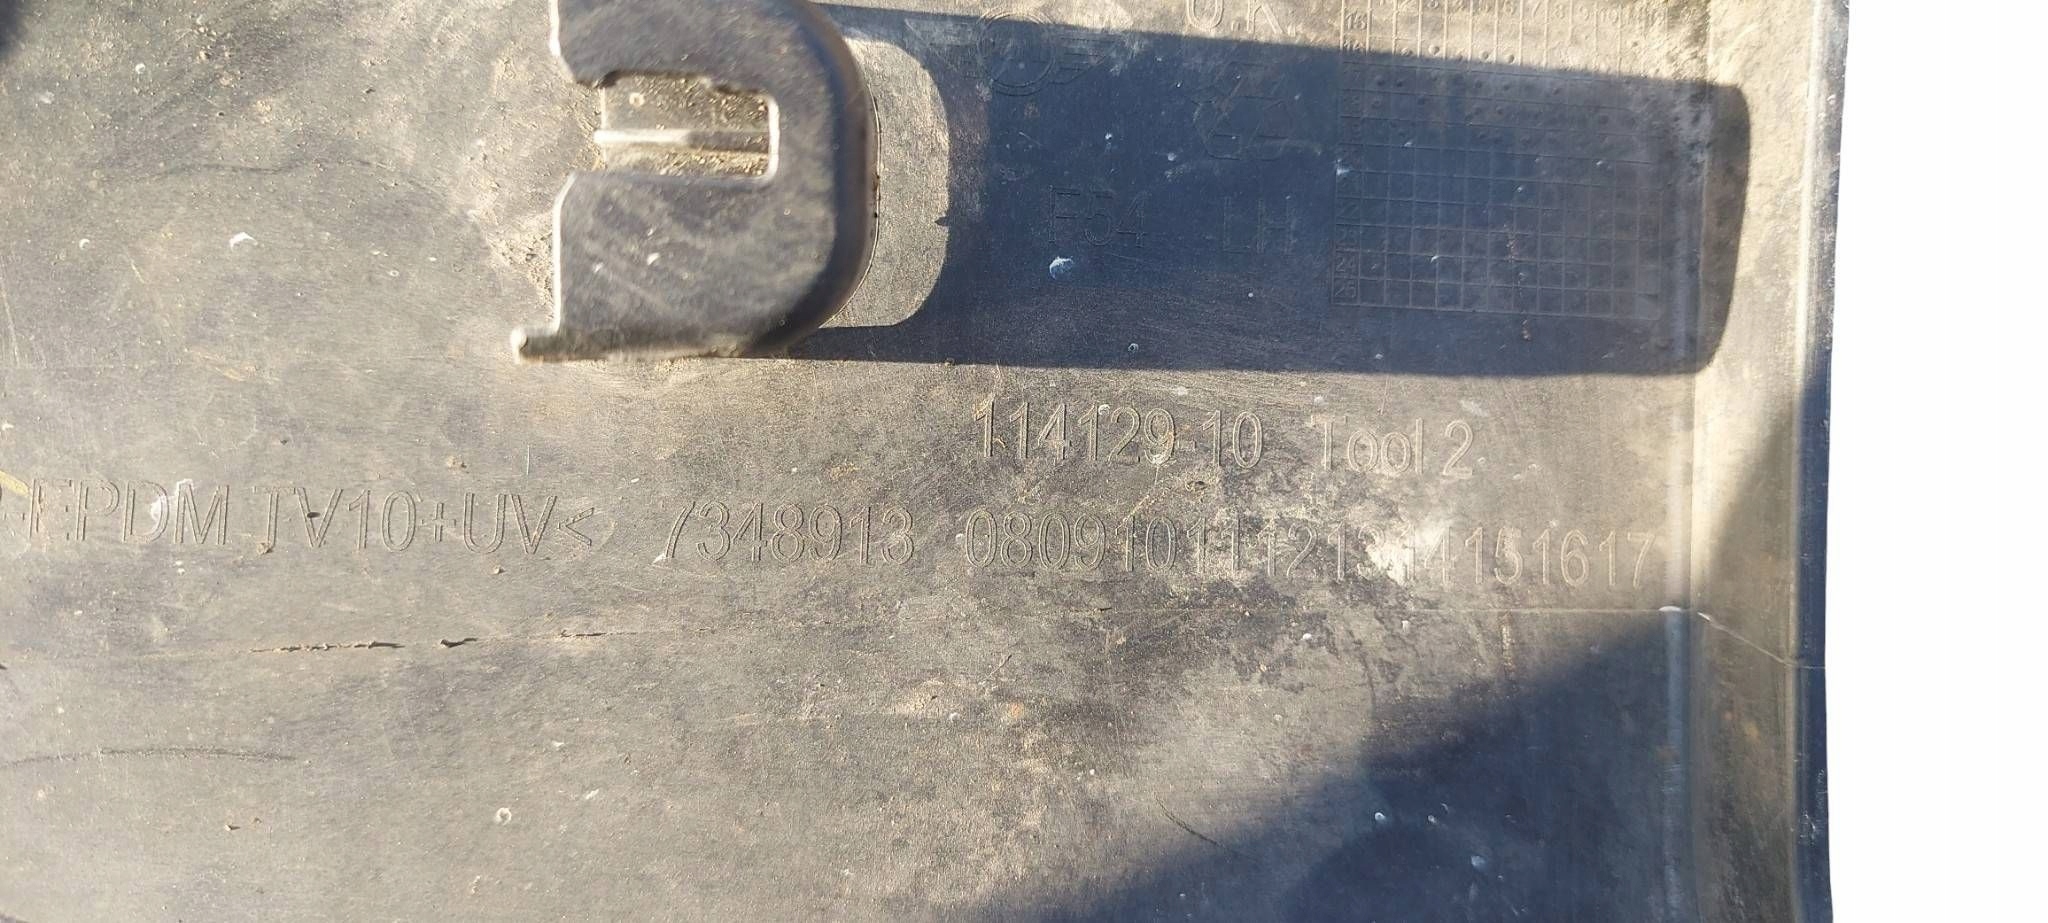 U.K.
F54 LH
114129-10 Tool 2
-EPDM TV10+UV< 7348913 08091011121314151617